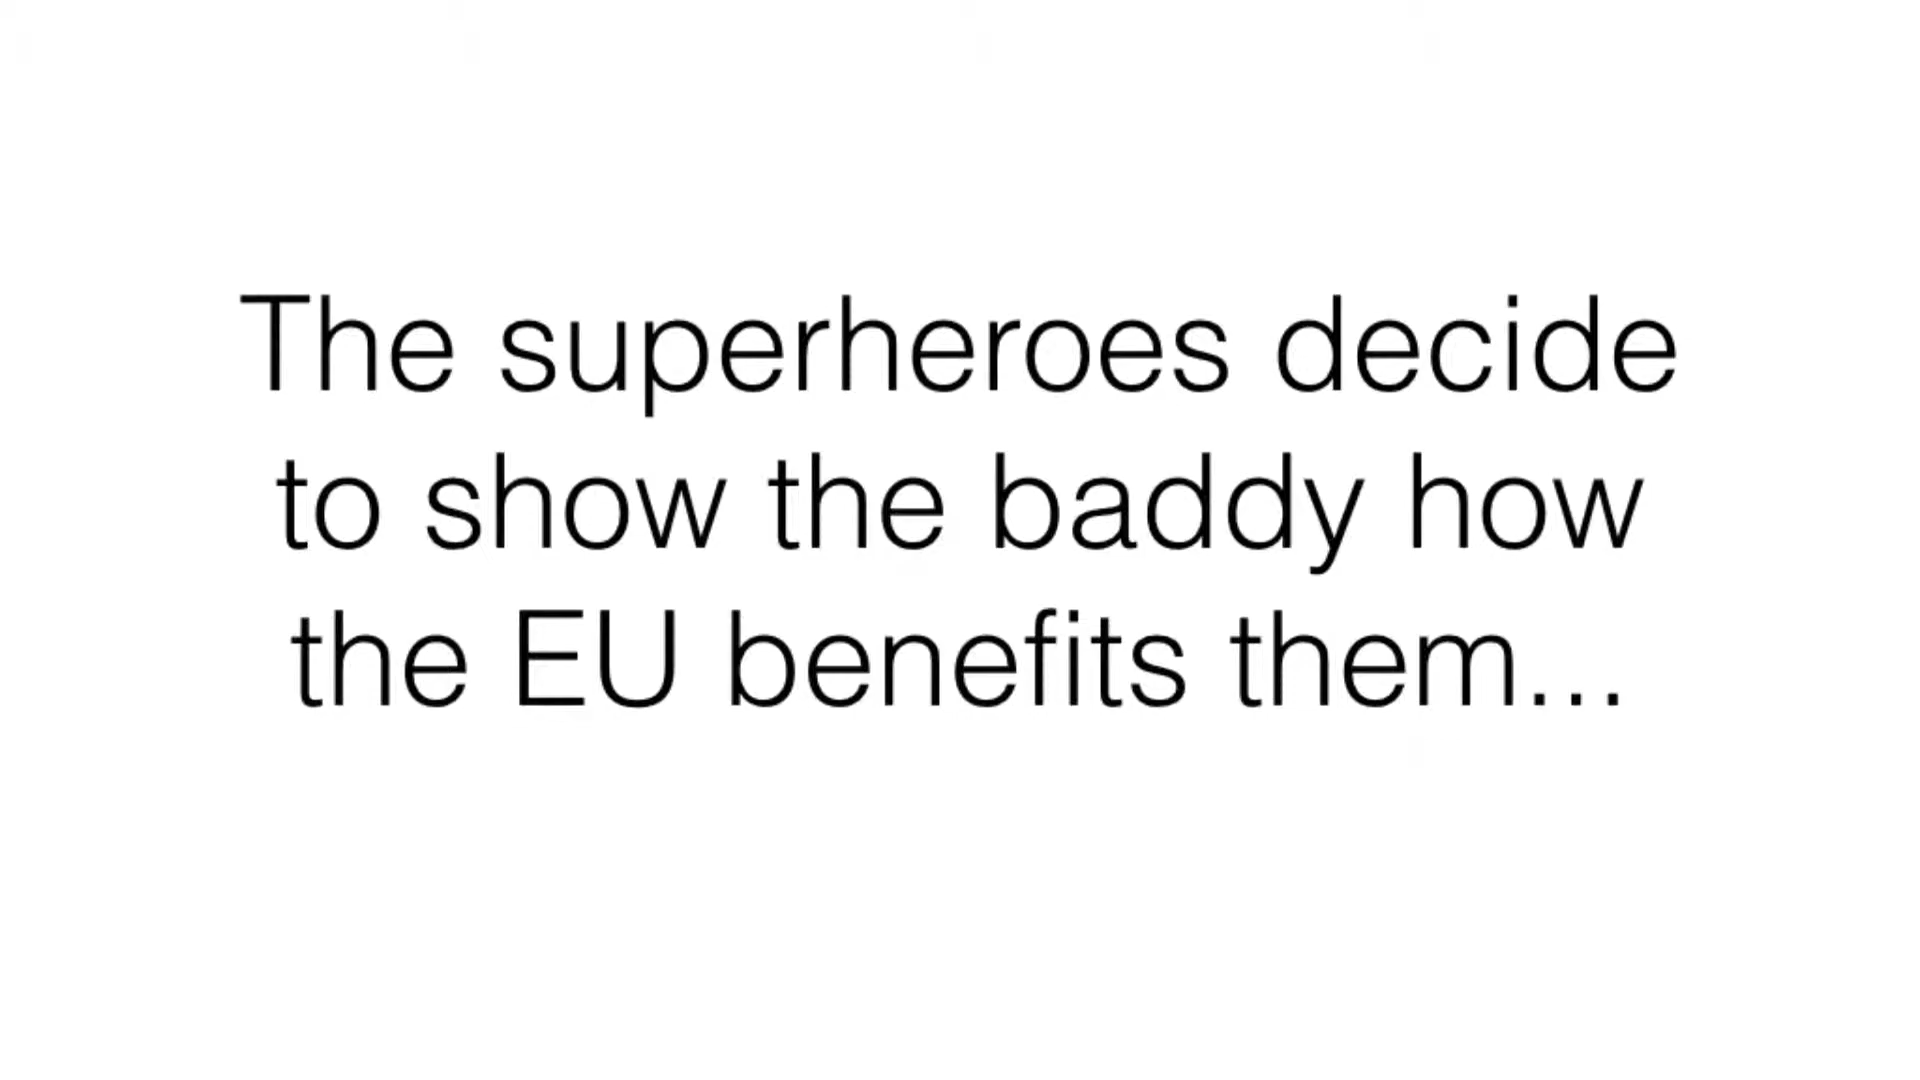 The superheroes decide
to show the baddy how
the EU benefits them...